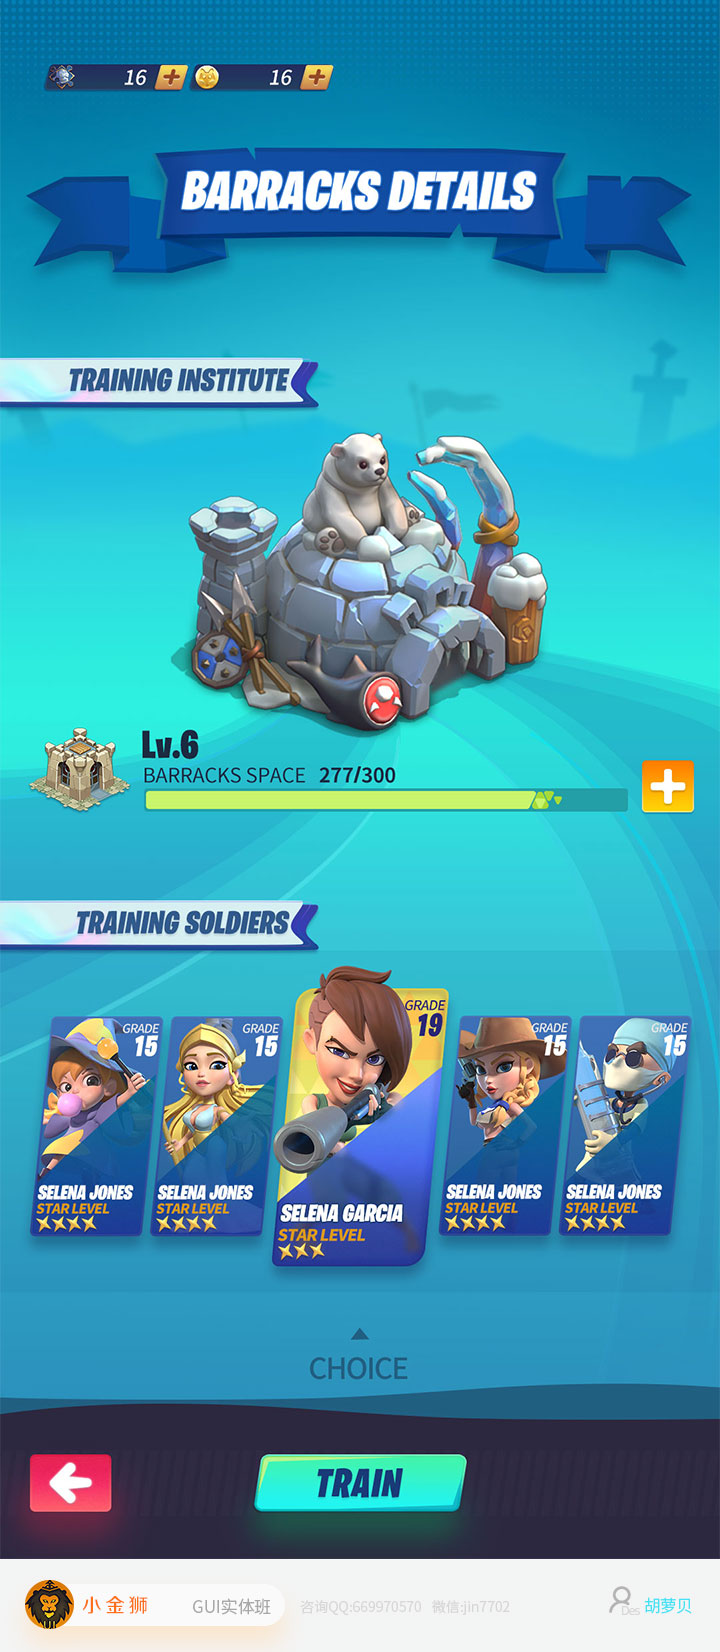 16 16
BARRACKS DETAILS
TRAINING INSTITUTE
Lv.6
BARRACKS SPACE 277/300
TRAINING SOLDIERS
GRADE
15
SELENA JONES
STAR LEVEL
GRADE
15
SELENA JONES
STAR LEVEL
GRADE
19
SELENA GARCIA
STAR LEVEL
GRADE
15
SELENA JONES
STAR LEVEL
GRADE
15
SELENA JONES
STAR LEVEL
CHOICE
TRAIN
小金狮 GUI实体班 咨询QQ:669970570 微信:jin7702 Des 胡萝贝